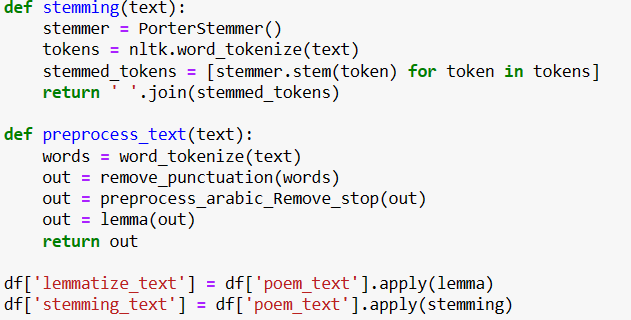 def stemming(text):
    stemmer = PorterStemmer()
    tokens = nltk.word_tokenize(text)
    stemmed_tokens = [stemmer.stem(token) for token in tokens]
    return ' '.join(stemmed_tokens)

def preprocess_text(text):
    words = word_tokenize(text)
    out = remove_punctuation(words)
    out = preprocess_arabic_Remove_stop(out)
    out = lemma(out)
    return out

df['lemmatize_text'] = df['poem_text'].apply(lemma)
df['stemming_text'] = df['poem_text'].apply(stemming)